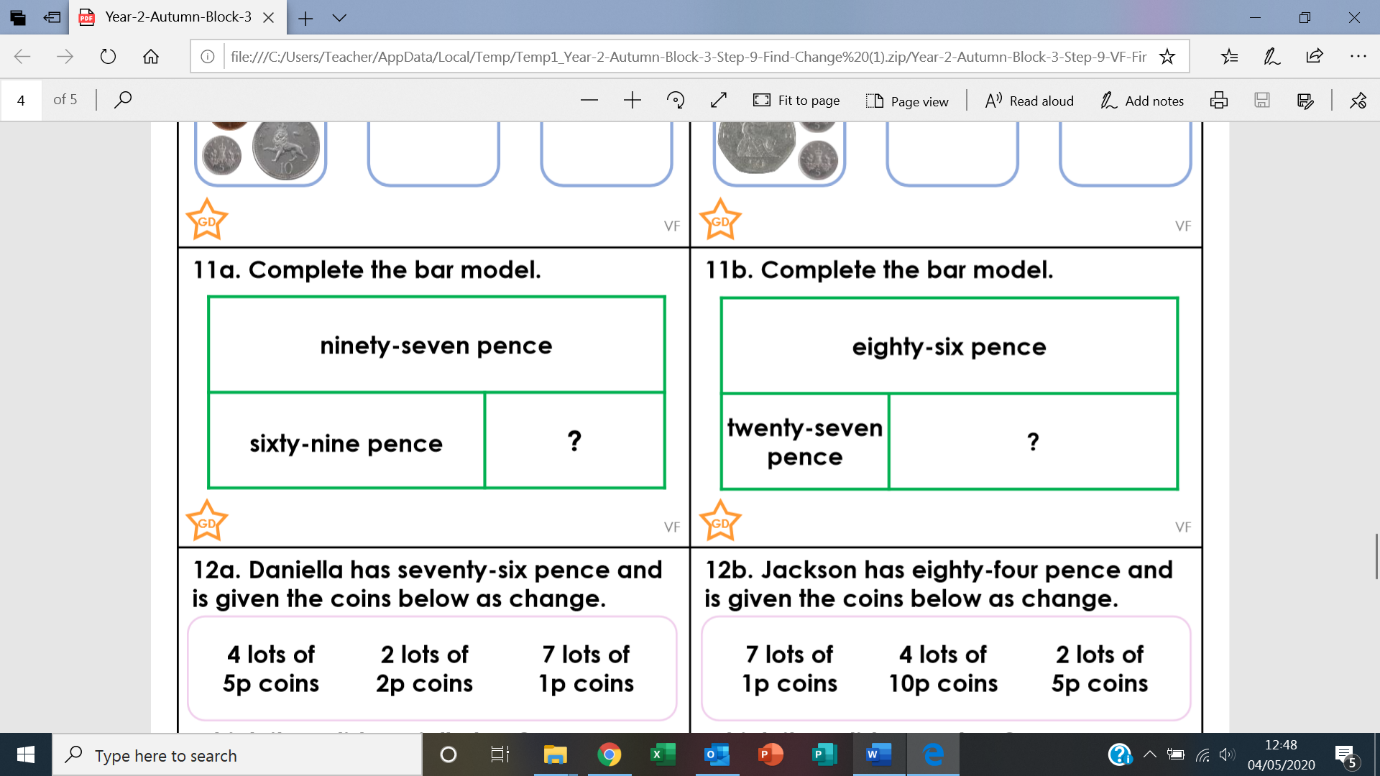 Year-2-Autumn-Block-3
file:///C:/Users/Teacher/AppData/Local/Temp/Temp1_Year-2-Autumn-Block-3-Step-9-Find-Change%20(1).zip/Year-2-Autumn-Block-3-Step-9-VF-Fir
4 of 5 Fit to page Page view Read aloud Add notes
10
GD VF GD VF
11a. Complete the bar model.
ninety-seven pence
sixty-nine pence ?
GD VF
11b. Complete the bar model.
eighty-six pence
twenty-seven
pence
?
GD VF
12a. Daniella has seventy-six pence and
is given the coins below as change.
4 lots of 2 lots of 7 lots of
5p coins 2p coins 1p coins
12b. Jackson has eighty-four pence and
is given the coins below as change.
7 lots of 4 lots of 2 lots of
1p coins 10p coins 5p coins
Type here to search
12:48
04/05/2020
5